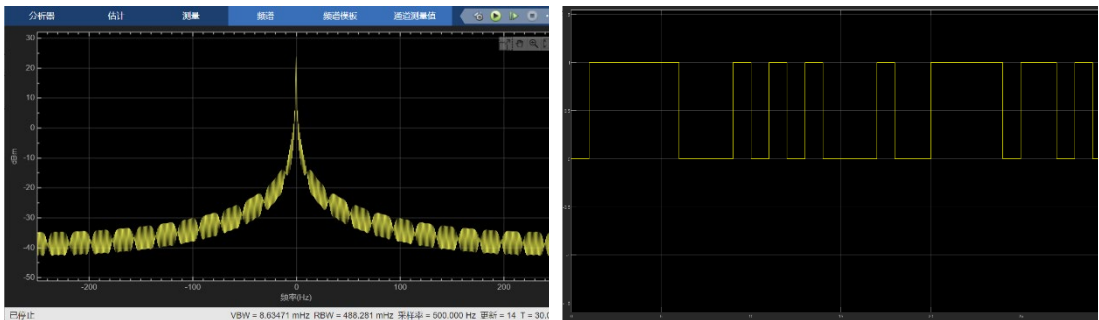 分析器 估计 测量 频谱 频谱模板 通道测量值
30
20
10
0
-10
-20
-30
-40
-50
dBm
-200 -100 0 100 200
频率(Hz)
已停止 VBW = 8.63471 mHz RBW = 488.281 mHz 采样率 = 500.000 Hz 更新 = 14 T = 30.0